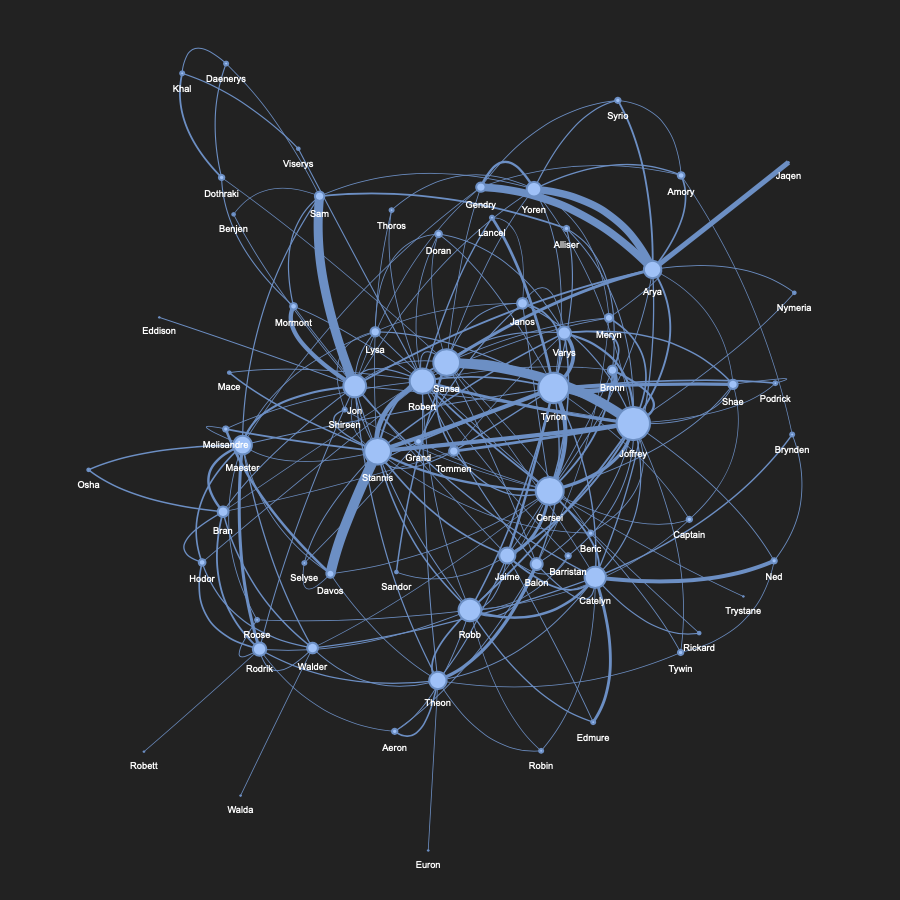 Daenerys
Khal
Syrio
Viserys
Jaqen
Dothraki
Amory
Gendry
Yoren
Sam
Thoros
Benjen
Lancel
Alliser
Doran
Arya
Nymeria
Mormont
Janos
Eddison
Meryn
Lysa
Varys
Mace
Sansa
Bronn
Shae
Podrick
Robert
Jon
Tyrion
Shireen
Melisandre
Grand
Joffrey
Brynden
Maester
Tommen
Stannis
Osha
Cersei
Bran
Captain
Beric
Barristan
Hodor
Selyse
Jaime
Balon
Davos
Sandor
Catelyn
Ned
Trystane
Roose
Robb
Rickard
Rodrik
Walder
Tywin
Theon
Edmure
Aeron
Robett
Robin
Walda
Euron